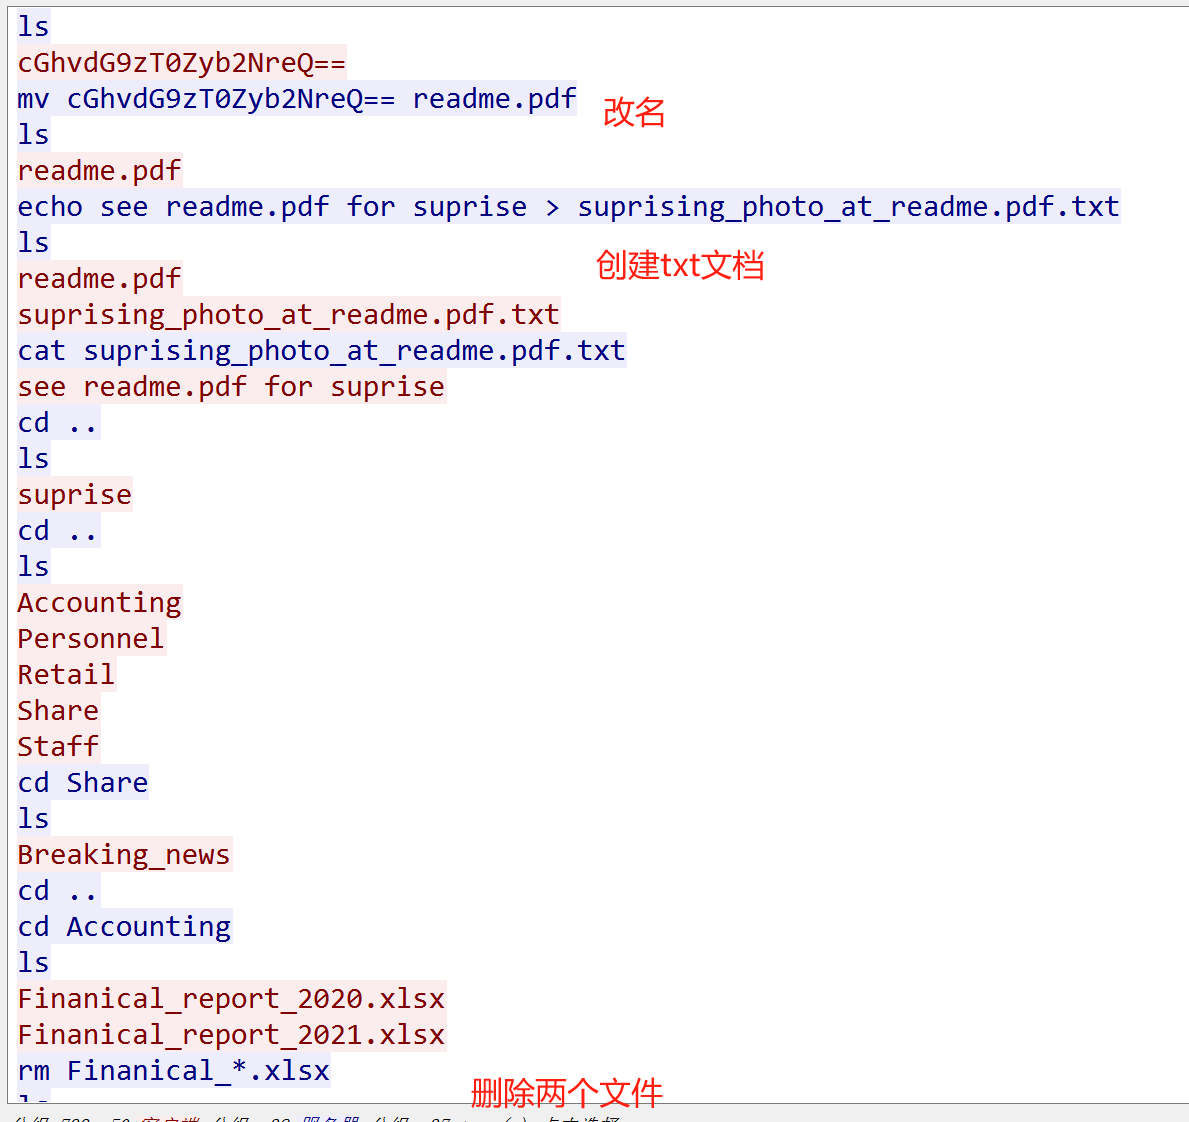 ls
cGhvdG9zT0Zyb2NreQ==
mv cGhvdG9zT0Zyb2NreQ== readme.pdf
改名
ls
readme.pdf
echo see readme.pdf for suprise > suprising_photo_at_readme.pdf.txt
ls
创建txt文档
readme.pdf
suprising_photo_at_readme.pdf.txt
cat suprising_photo_at_readme.pdf.txt
see readme.pdf for suprise
cd ..
ls
suprise
cd ..
ls
Accounting
Personnel
Retail
Share
Staff
cd Share
ls
Breaking_news
cd ..
cd Accounting
ls
Finanical_report_2020.xlsx
Finanical_report_2021.xlsx
rm Finanical_*.xlsx
删除两个文件